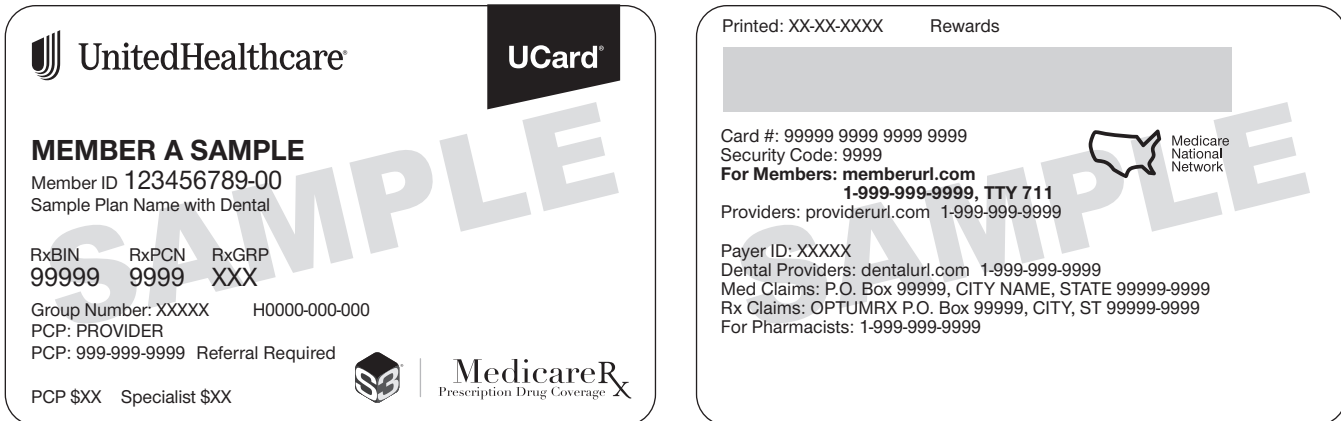 UnitedHealthcare®
UCard®
SAMPLE
MEMBER A SAMPLE
Member ID 123456789-00
Sample Plan Name with Dental
RxBIN RxPCN RxGRP
99999 9999 XXX
Group Number: XXXXX H0000-000-000
PCP: PROVIDER
PCP: 999-999-9999 Referral Required
PCP $XX Specialist $XX
S3®
MedicareRx
Prescription Drug Coverage
Printed: XX-XX-XXXX Rewards
SAMPLE
Card #: 99999 9999 9999 9999
Security Code: 9999
For Members: memberurl.com
1-999-999-9999, TTY 711
Providers: providerurl.com 1-999-999-9999
Medicare
National
Network
Payer ID: XXXXX
Dental Providers: dentalurl.com 1-999-999-9999
Med Claims: P.O. Box 99999, CITY NAME, STATE 99999-9999
Rx Claims: OPTUMRX P.O. Box 99999, CITY, ST 99999-9999
For Pharmacists: 1-999-999-9999